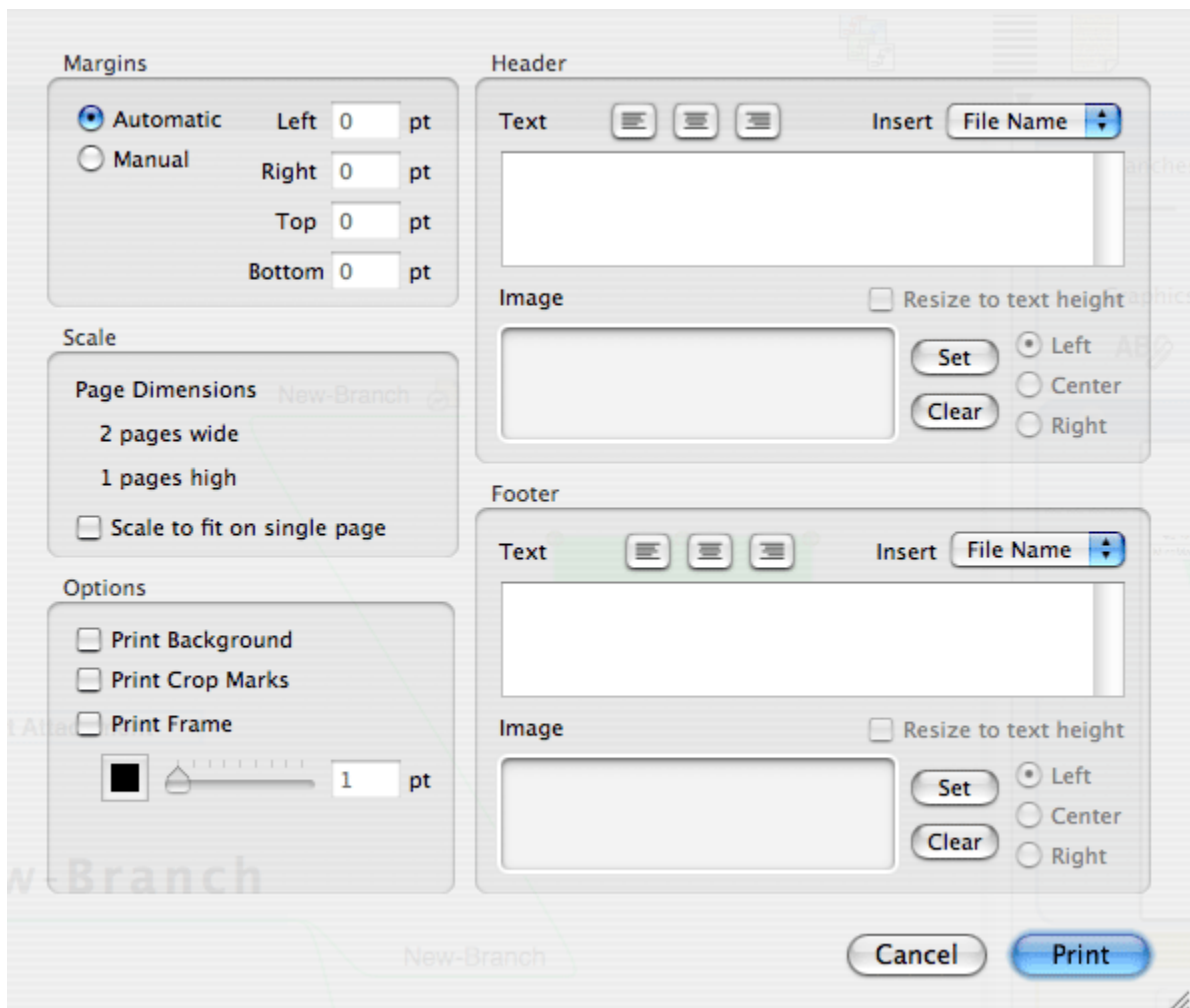 Margins
Automatic
Manual
Left 0 pt
Right 0 pt
Top 0 pt
Bottom 0 pt
Scale
Page Dimensions
2 pages wide
1 pages high
Scale to fit on single page
Options
Print Background
Print Crop Marks
Print Frame
1 pt
Header
Text Insert File Name
Image Resize to text height
Set
Clear
Left
Center
Right
Footer
Text Insert File Name
Image Resize to text height
Set
Clear
Left
Center
Right
New-Branch
w-Branch
New-Branch
Cancel Print